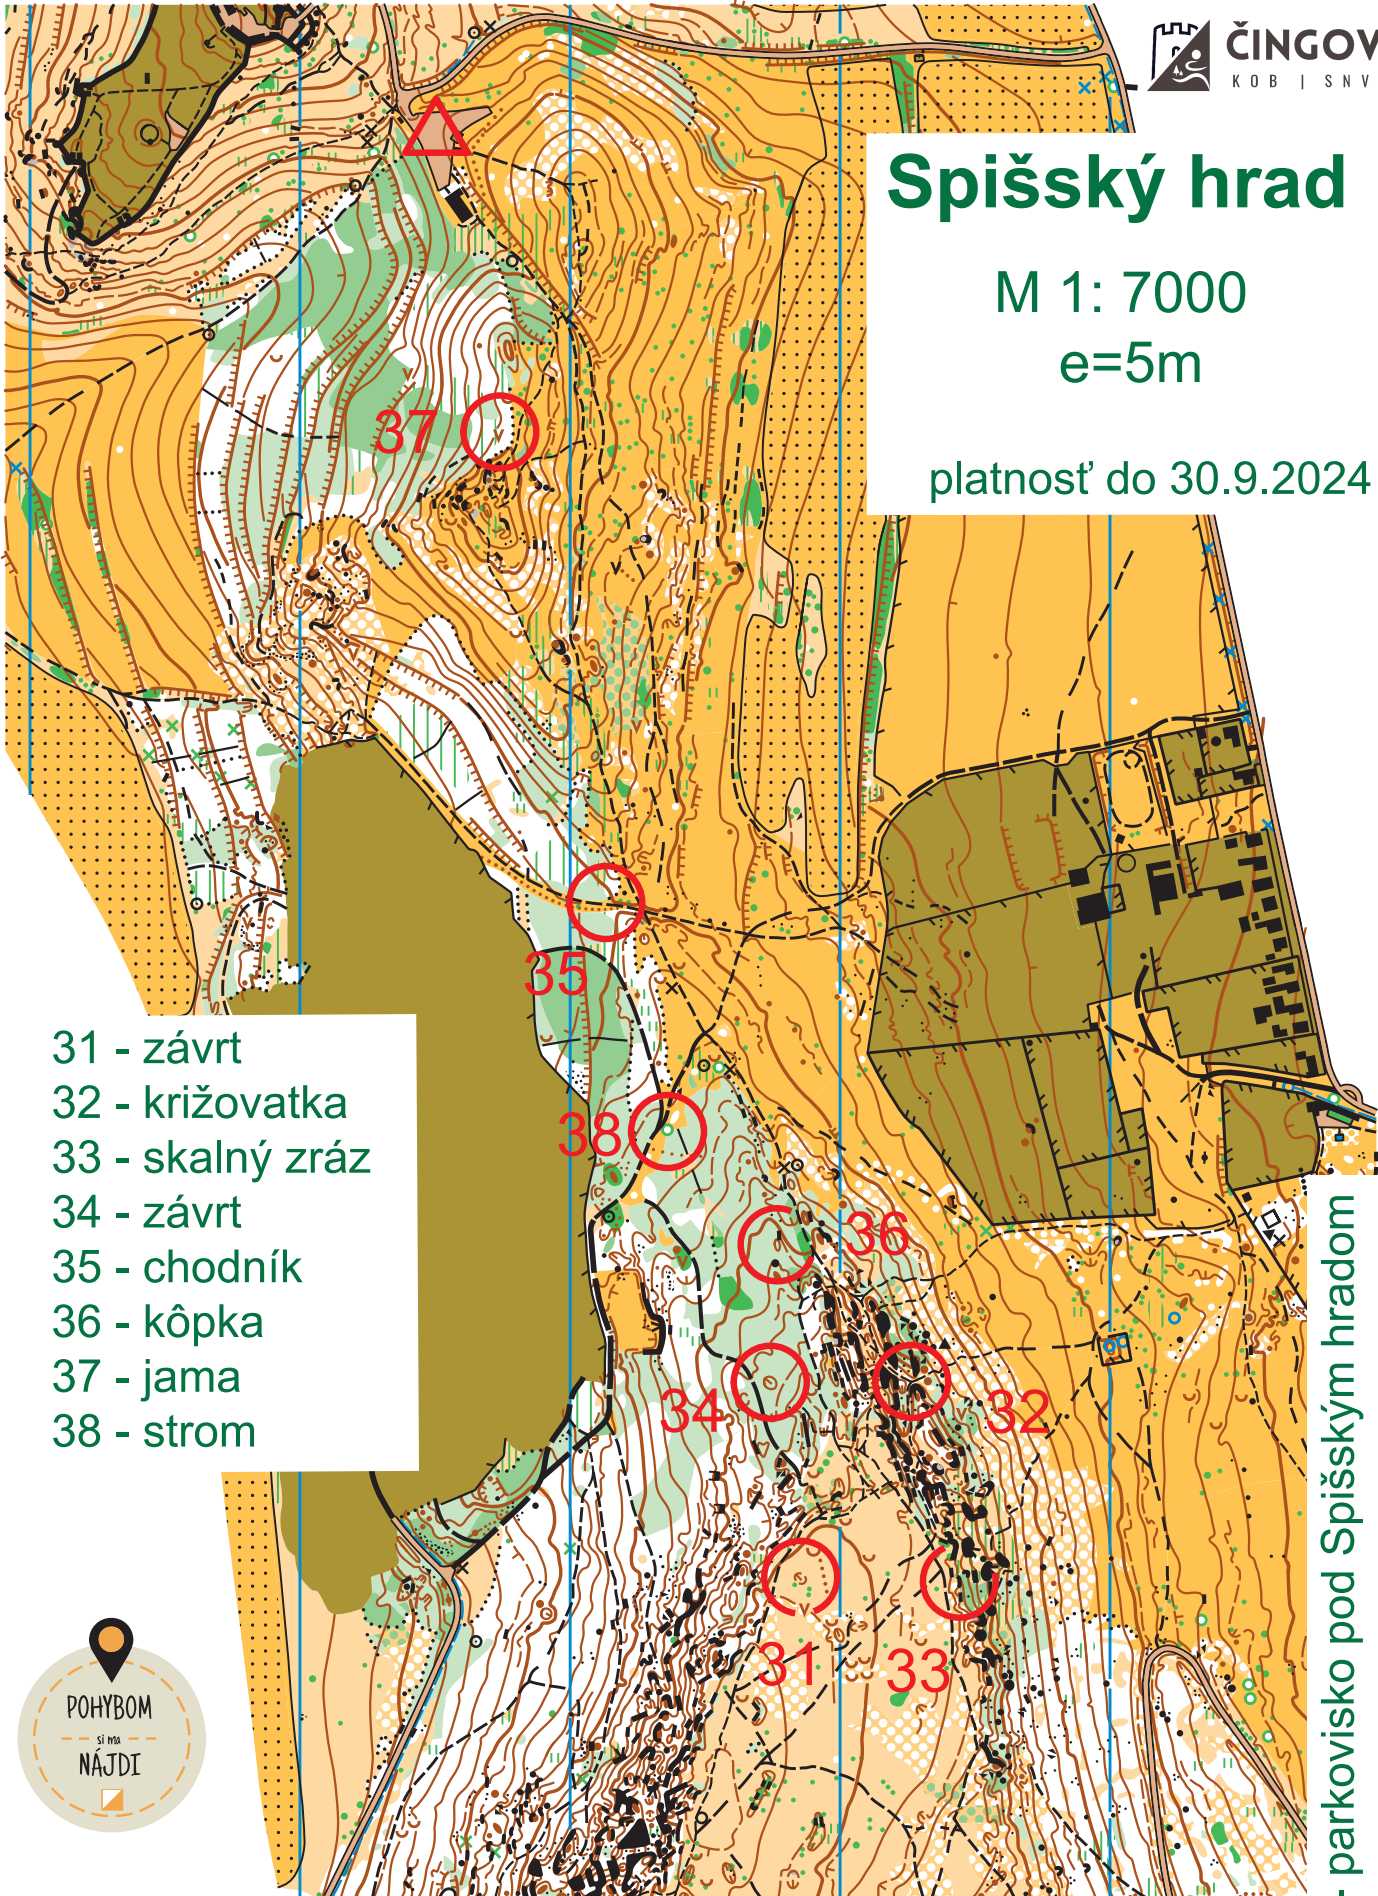 ČINGOV
KOB | SNV
Spišský hrad
M 1: 7000
e=5m
platnosť do 30.9.2024
37
35
38
36
34
32
31
33
31 - závrt
32 - križovatka
33 - skalný zráz
34 - závrt
35 - chodník
36 - kôpka
37 - jama
38 - strom
POHYBOM
si ma
NÁJDI
- parkovisko pod Spišským hradom